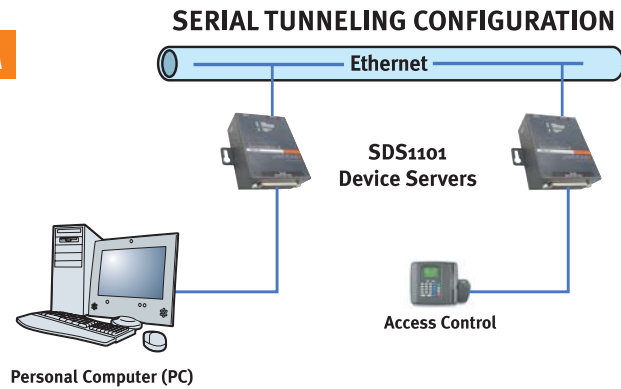 SERIAL TUNNELING CONFIGURATION
Ethernet
SDS1101
Device Servers
Access Control
Personal Computer (PC)